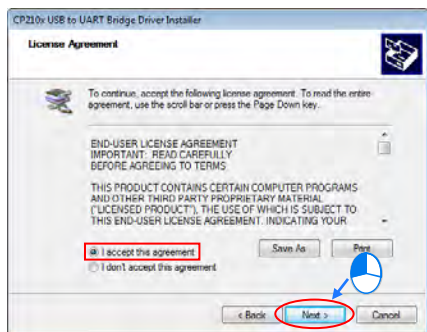 CP210x USB to UART Bridge Driver Installer
License Agreement
To continue, accept the following license agreement. To read the entire
agreement, use the scroll bar or press the Page Down key.
END-USER LICENSE AGREEMENT
IMPORTANT: READ CAREFULLY
BEFORE AGREEING TO TERMS
THIS PRODUCT CONTAINS CERTAIN COMPUTER PROGRAMS
AND OTHER THIRD PARTY PROPRIETARY MATERIAL
("LICENSED PRODUCT"), THE USE OF WHICH IS SUBJECT TO
THIS END-USER LICENSE AGREEMENT. INDICATING YOUR
I accept this agreement
Save As
Print
I don't accept this agreement
< Back
Next >
Cancel